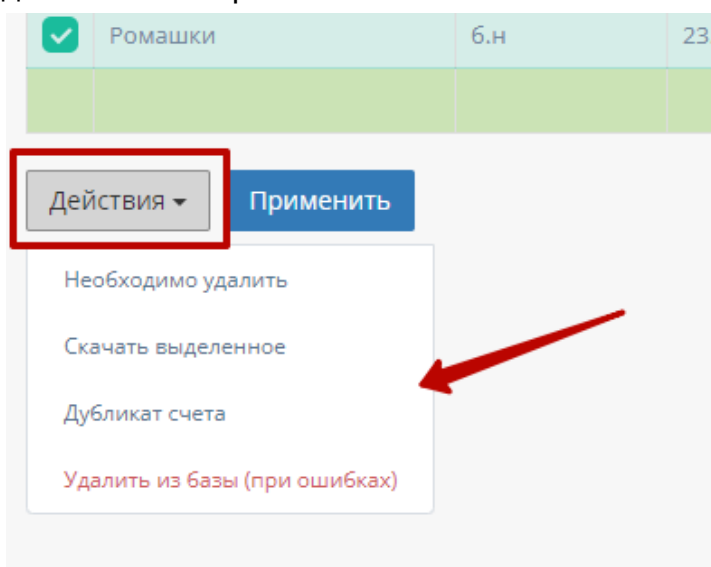 Ромашки б.н 23
Действия Применить
Необходимо удалить
Скачать выделенное
Дубликат счета
Удалить из базы (при ошибках)